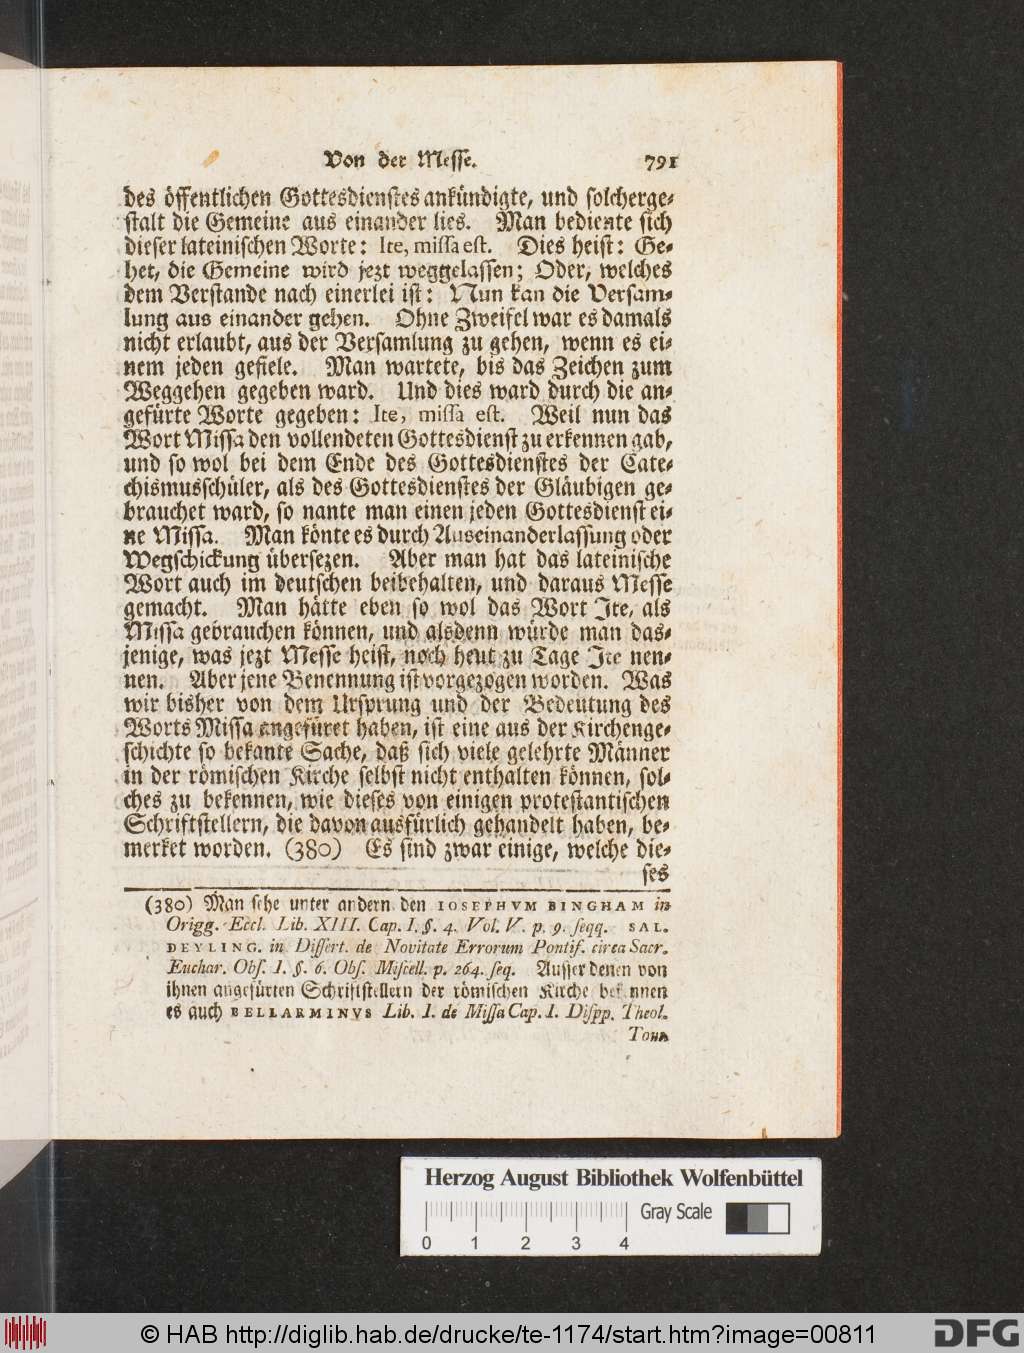 Von der Messe. 791
des öffentlichen Gottesdienstes ankündigte, und solcherge-
stalt die Gemeine aus einander lies. Man bediente sich
dieser lateinischen Worte: Ite, missa est. Dies heist: Ge-
het, die Gemeine wird jezt weggelassen; Oder, welches
dem Verstande nach einerlei ist: Nun kan die Versam-
lung aus einander gehen. Ohne Zweifel war es damals
nicht erlaubt, aus der Versamlung zu gehen, wenn es ei-
nem jeden gefiele. Man wartete, bis das Zeichen zum
Weggehen gegeben ward. Und dies ward durch die an-
gefürte Worte gegeben: Ite, missa est. Weil nun das
Wort Missa den vollendeten Gottesdienst zu erkennen gab,
und so wol bei dem Ende des Gottesdienstes der Cate-
chismusschüler, als des Gottesdienstes der Gläubigen ge-
brauchet ward, so nante man einen jeden Gottesdienst ei-
ne Missa. Man könte es durch Auseinanderlassung oder
Wegschickung übersezen. Aber man hat das lateinische
Wort auch im deutschen beibehalten, und daraus Messe
gemacht. Man hätte eben so wol das Wort Ite, als
Missa gebrauchen können, und alsdenn würde man das-
jenige, was jezt Messe heist, noch heut zu Tage Ite nen-
nen. Aber jene Benennung ist vorgezogen worden. Was
wir bisher von dem Ursprung und der Bedeutung des
Worts Missa angefüret haben, ist eine aus der Kirchenge-
schichte so bekante Sache, daß sich viele gelehrte Männer
in der römischen Kirche selbst nicht enthalten können, sol-
ches zu bekennen, wie dieses von einigen protestantischen
Schriftstellern, die davon ausfürlich gehandelt haben, be-
merket worden. (380) Es sind zwar einige, welche die-
ses
(380) Man sehe unter andern den IOSEPHVM BINGHAM in
Origg. Eccl. Lib. XIII. Cap. I. §. 4. Vol. V. p. 9. seqq. SAL.
DEYLING. in Dissert. de Novitate Errorum Pontif. circa Sacr.
Euchar. Obs. I. §. 6. Obs. Miscell. p. 264. seq. Ausser denen von
ihnen angefürten Schriftstellern der römischen Kirche bekennen
es auch BELLARMINVS Lib. I. de Missa Cap. I. Dispp. Theol.
Tom.
Herzog August Bibliothek Wolfenbüttel
Gray Scale
0 1 2 3 4
© HAB http://diglib.hab.de/drucke/te-1174/start.htm?image=00811
DFG